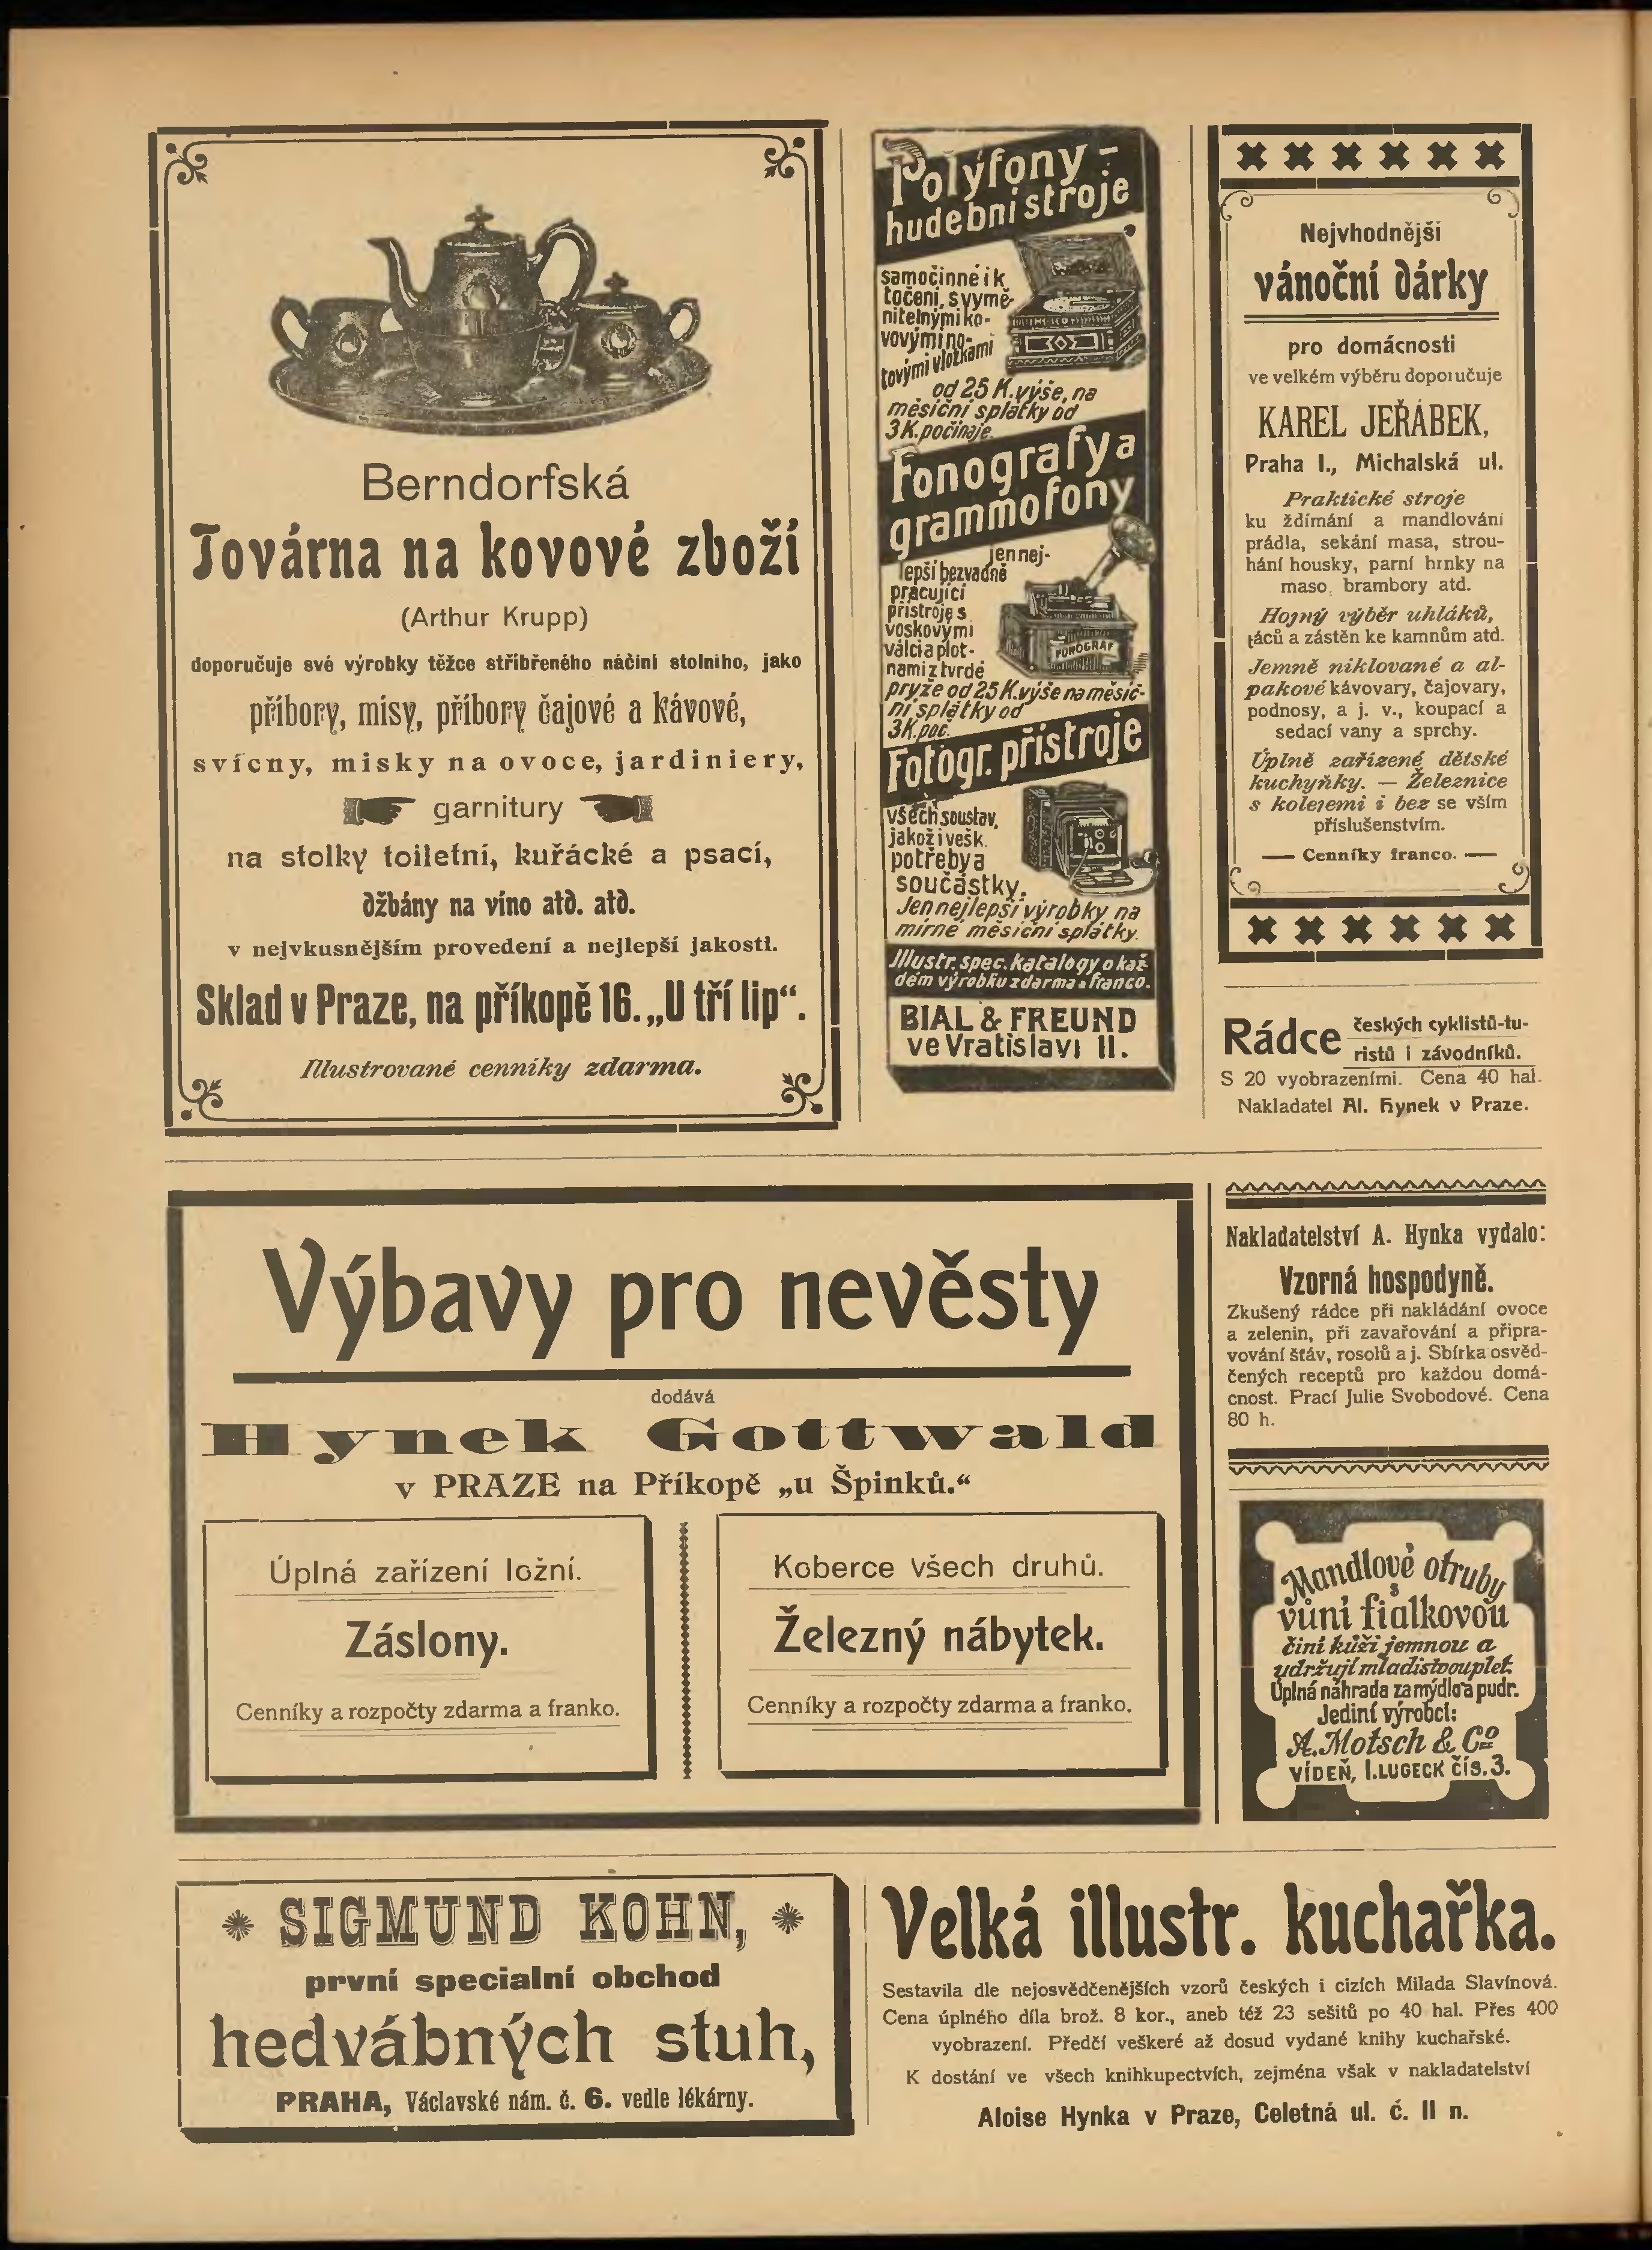 Berndorfská
Továrna na kovové zboží
(Arthur Krupp)
doporučuje své výrobky těžce stříbřeného náčiní stolního, jako
příbory, mísy, příbory čajové a kávové,
svícny, misky na ovoce, jardiniery,
garnitury
na stolky toiletní, kuřácké a psací,
džbány na víno atd. atd.
v nejvkusnějším provedení a nejlepší jakosti.
Sklad v Praze, na příkopě 16. „U tří lip“.
Illustrované cenníky zdarma.
Polýfony -
hudební stroje
samočinné i k
točení, s vymě-
nitelnými ko-
vovými no-
tovými vložkami
od 25 K. výše, na
měsíční splátky od
3 K. počínaje.
Fonografy a
grammofony
jen nej-
lepší bezvadně
pracující
přístroje s
voskovými
válci a plot-
nami z tvrdé
pryže od 25 K. výše na měsíč-
ní splátky od
3 K. poč.
FONOGRAF
Fotogr. přístroje
všech soustav,
jakož i vešk.
potřeby a
součástky.
Jen nejlepší výrobky na
mírné měsíční splátky.
Illustr. spec. katalogy o kaž-
dém výrobku zdarma a franco.
BIAL & FREUND
ve Vratislavi II.
Nejvhodnější
vánoční dárky
pro domácnosti
ve velkém výběru doporučuje
KAREL JEŘÁBEK,
Praha I., Michalská ul.
Praktické stroje
ku ždímání a mandlování
prádla, sekání masa, strou-
hání housky, parní hrnky na
maso, brambory atd.
Hojný výběr uhláků,
táců a zástěn ke kamnům atd.
Jemně niklované a al-
pakové kávovary, čajovary,
podnosy, a j. v., koupací a
sedací vany a sprchy.
Úplně zařízené dětské
kuchyňky. — Železnice
s kolejemi i bez se vším
příslušenstvím.
— Cenníky franco. —
Rádce českých cyklistů-tu-
ristů i závodníků.
S 20 vyobrazeními. Cena 40 hal.
Nakladatel Al. Hynek v Praze.
Výbavy pro nevěsty
dodává
Hynek Gottwald
v PRAZE na Příkopě „u Špinků.“
Úplná zařízení ložní.
Záslony.
Cenníky a rozpočty zdarma a franko.
Koberce všech druhů.
Železný nábytek.
Cenníky a rozpočty zdarma a franko.
Nakladatelství A. Hynka vydalo:
Vzorná hospodyně.
Zkušený rádce při nakládání ovoce
a zelenin, při zavařování a připra-
vování šťáv, rosolů a j. Sbírka osvěd-
čených receptů pro každou domá-
cnost. Prací Julie Svobodové. Cena
80 h.
Mandlové otruby
s
vůní fialkovou
činí kůži jemnou a
udržují mladistvou pleť.
Úplná náhrada za mýdlo a pudr.
Jediní výrobci:
A. Motsch & Co
VÍDEŇ, I. LUGECK čís. 3.
SIGMUND KOHN,
první specialní obchod
hedvábných stuh,
PRAHA, Václavské nám. č. 6. vedle lékárny.
Velká illustr. kuchařka.
Sestavila dle nejosvědčenějších vzorů českých i cizích Milada Slavínová.
Cena úplného díla brož. 8 kor., aneb též 23 sešitů po 40 hal. Přes 400
vyobrazení. Předčí veškeré až dosud vydané knihy kuchařské.
K dostání ve všech knihkupectvích, zejména však v nakladatelství
Aloise Hynka v Praze, Celetná ul. č. II n.